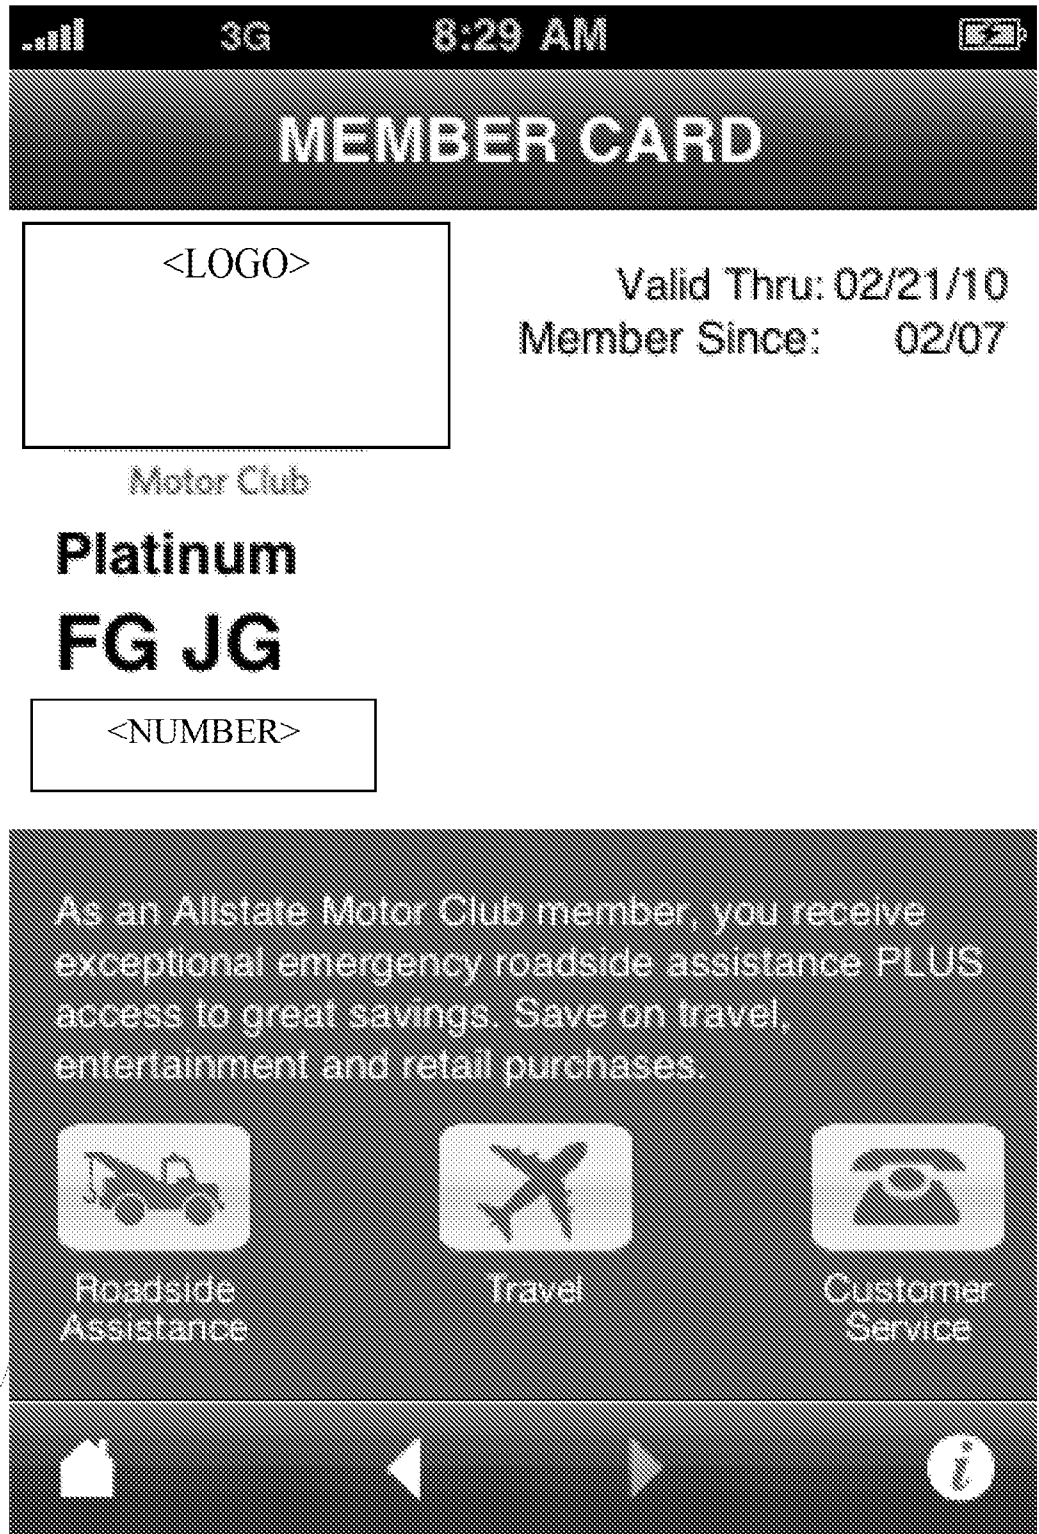 3G 8:29 AM
MEMBER CARD
<LOGO>
Valid Thru: 02/21/10
Member Since: 02/07
Motor Club
Platinum
FG JG
<NUMBER>
As an Allstate Motor Club member, you receive
exceptional emergency roadside assistance PLUS
access to great savings. Save on travel,
entertainment and retail purchases.
Roadside
Assistance
Travel
Customer
Service
i